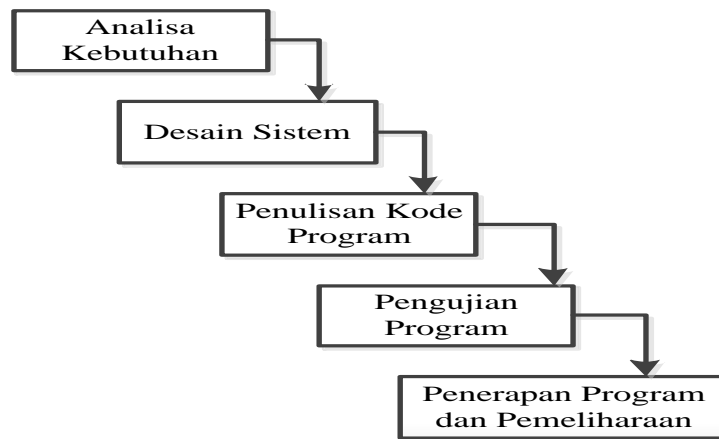 Analisa
Kebutuhan
Desain Sistem
Penulisan Kode
Program
Pengujian
Program
Penerapan Program
dan Pemeliharaan